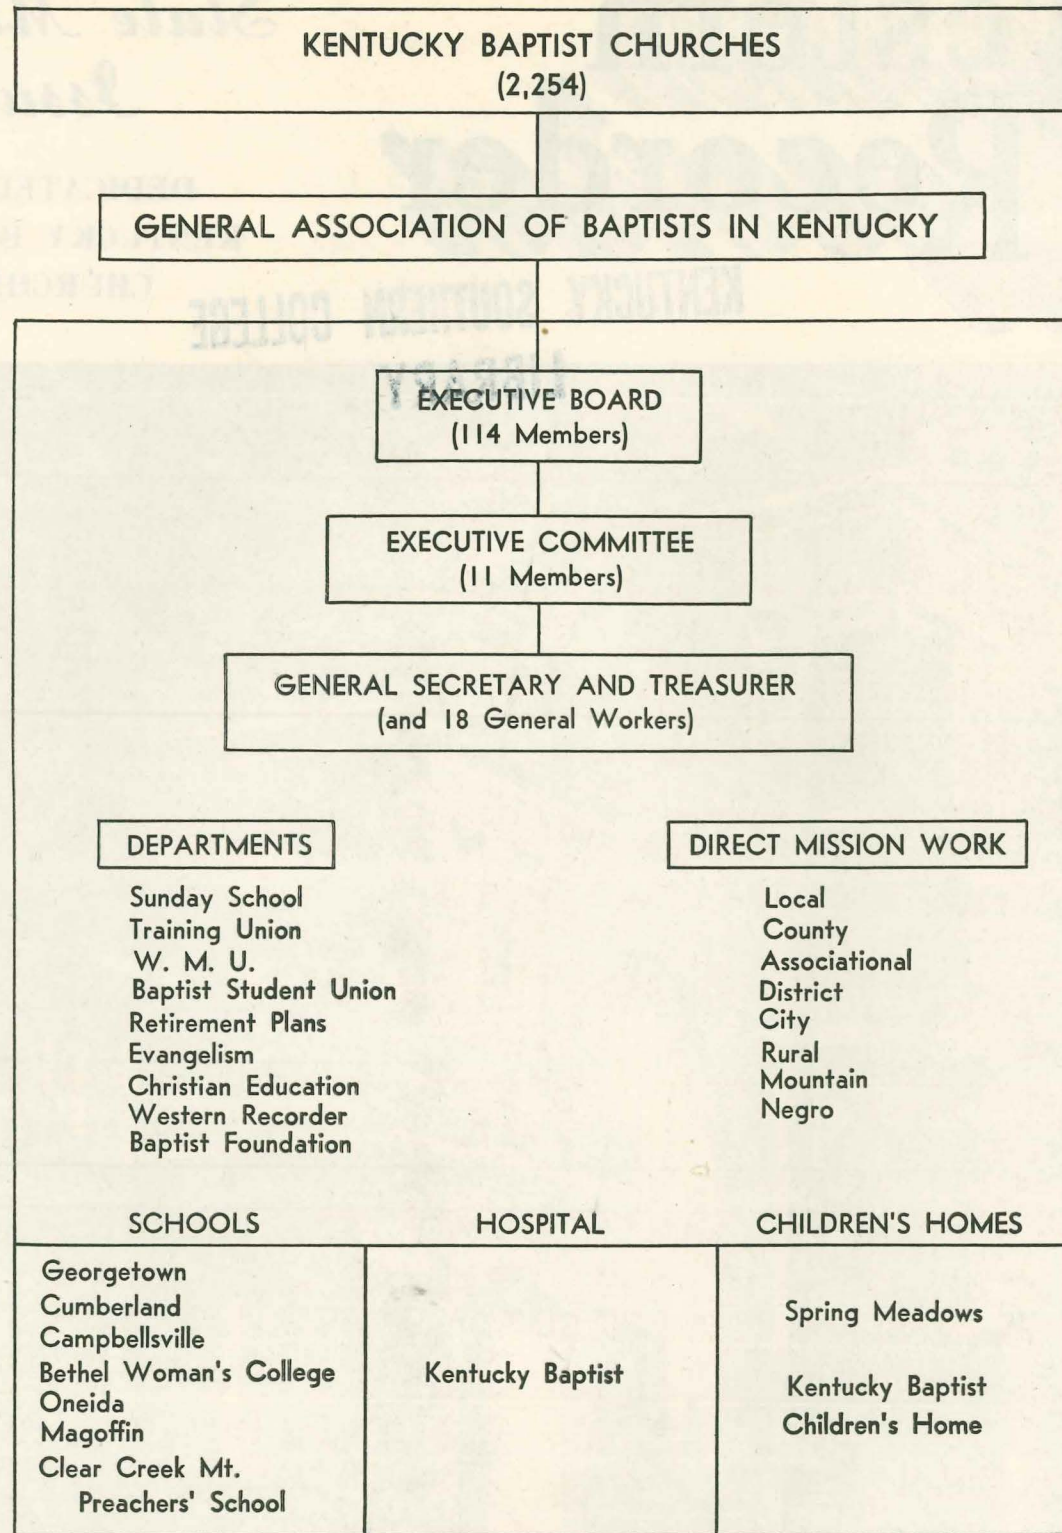 KENTUCKY BAPTIST CHURCHES
(2,254)
GENERAL ASSOCIATION OF BAPTISTS IN KENTUCKY
KENTUCKY SOUTHERN COLLEGE
LIBRARY
EXECUTIVE BOARD
(114 Members)
EXECUTIVE COMMITTEE
(11 Members)
GENERAL SECRETARY AND TREASURER
(and 18 General Workers)
DEPARTMENTS
Sunday School
Training Union
W. M. U.
Baptist Student Union
Retirement Plans
Evangelism
Christian Education
Western Recorder
Baptist Foundation
DIRECT MISSION WORK
Local
County
Associational
District
City
Rural
Mountain
Negro
SCHOOLS
Georgetown
Cumberland
Campbellsville
Bethel Woman's College
Oneida
Magoffin
Clear Creek Mt.
Preachers' School
HOSPITAL
Kentucky Baptist
CHILDREN'S HOMES
Spring Meadows
Kentucky Baptist
Children's Home